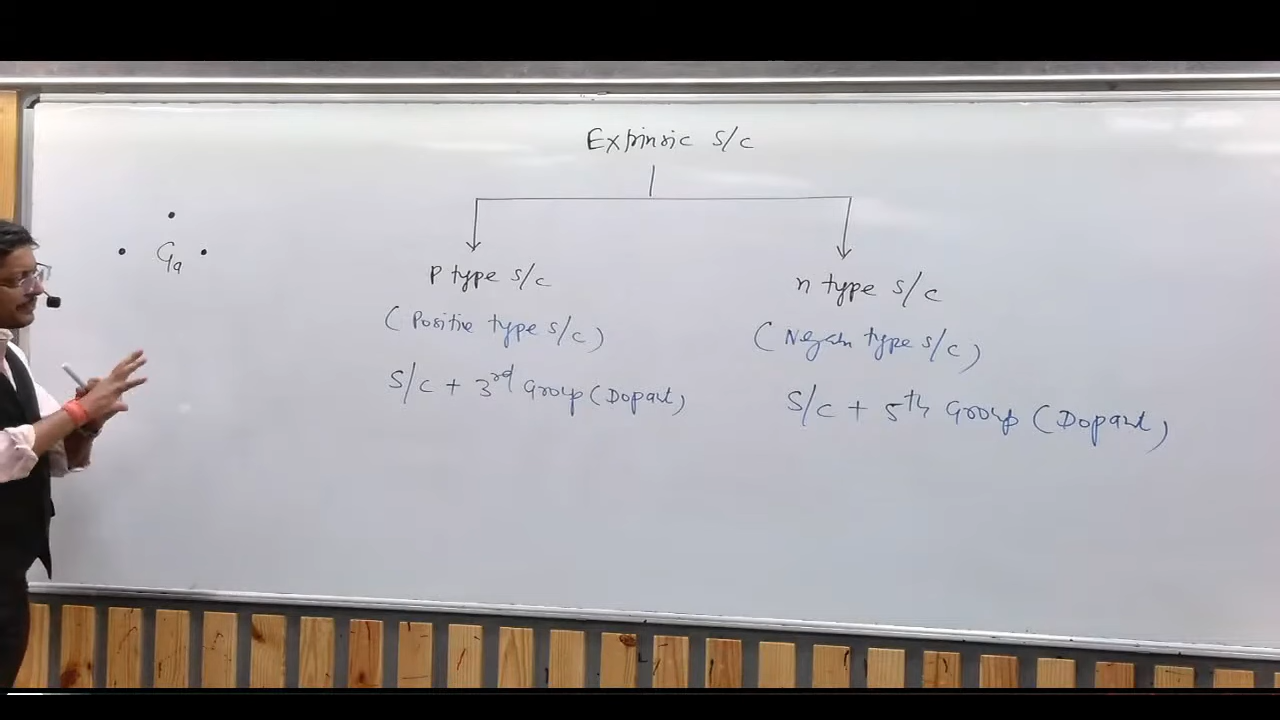 Extrinsic S/C
Ga
P type S/C
(Positive type S/C)
S/C + 3rd Group (Dopant)
n type S/C
(Negative type S/C)
S/C + 5th Group (Dopant)